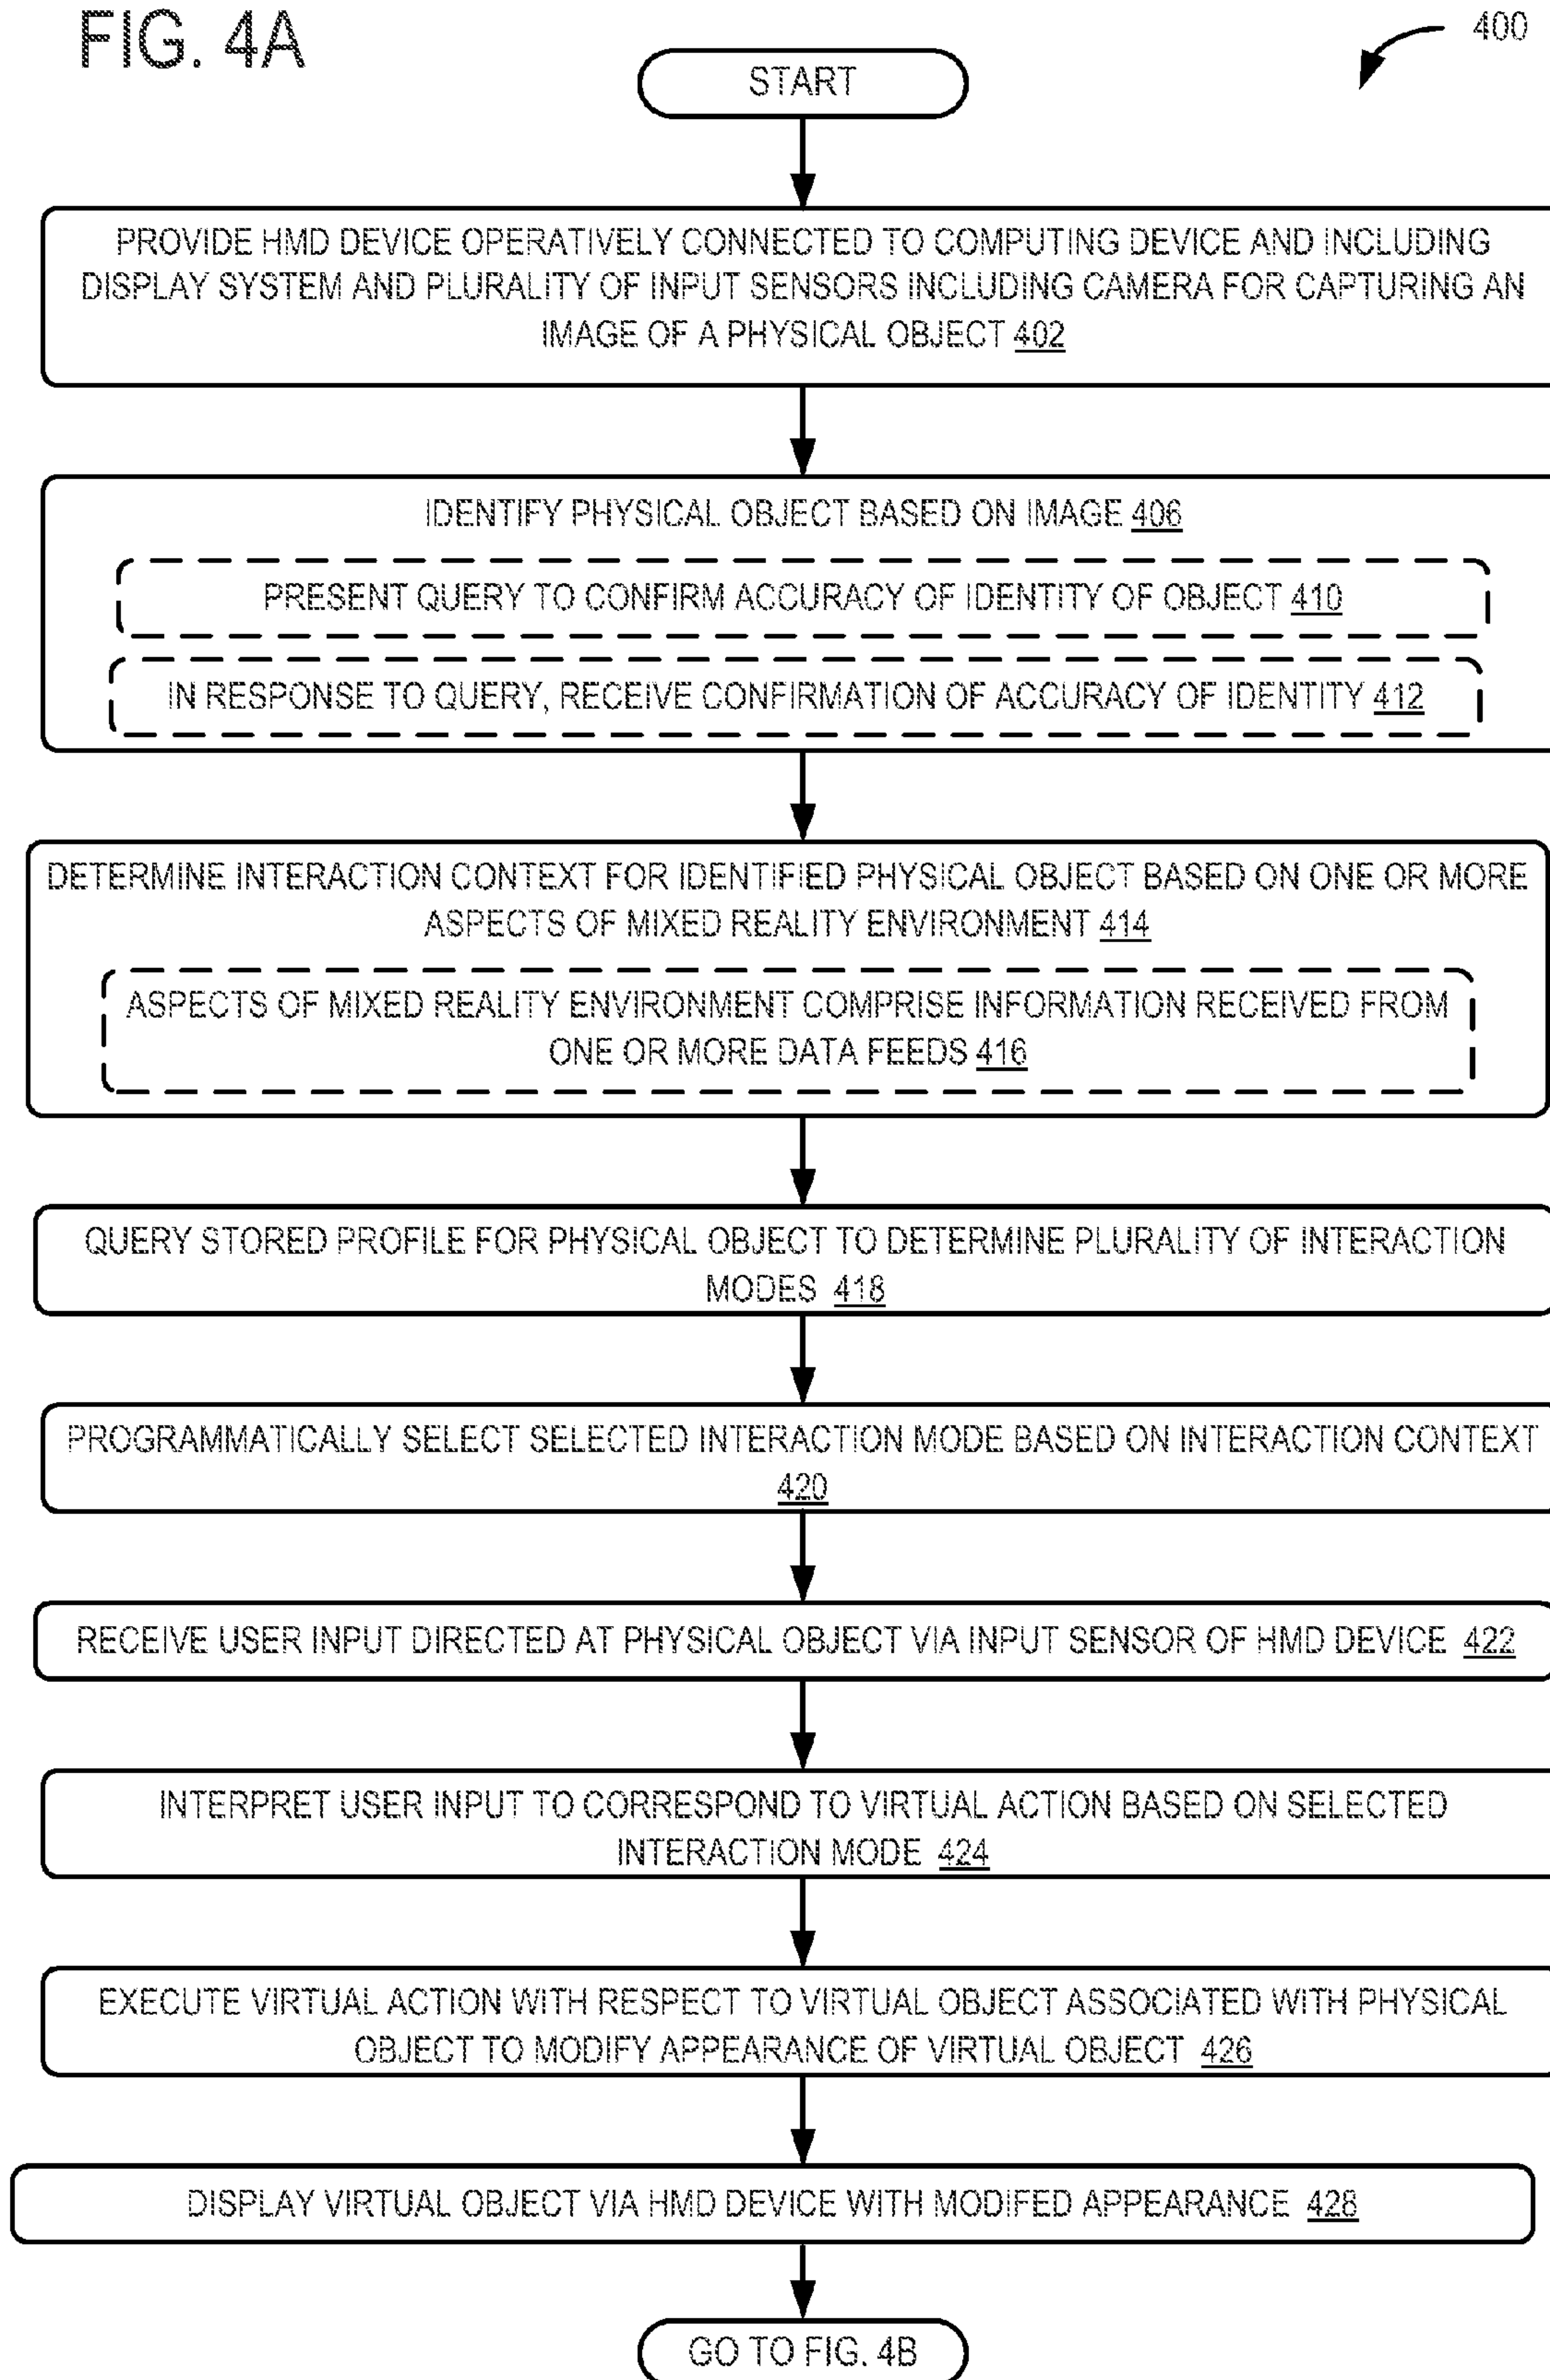 FIG. 4A
400
START
PROVIDE HMD DEVICE OPERATIVELY CONNECTED TO COMPUTING DEVICE AND INCLUDING
DISPLAY SYSTEM AND PLURALITY OF INPUT SENSORS INCLUDING CAMERA FOR CAPTURING AN
IMAGE OF A PHYSICAL OBJECT 402
IDENTIFY PHYSICAL OBJECT BASED ON IMAGE 406
PRESENT QUERY TO CONFIRM ACCURACY OF IDENTITY OF OBJECT 410
IN RESPONSE TO QUERY, RECEIVE CONFIRMATION OF ACCURACY OF IDENTITY 412
DETERMINE INTERACTION CONTEXT FOR IDENTIFIED PHYSICAL OBJECT BASED ON ONE OR MORE
ASPECTS OF MIXED REALITY ENVIRONMENT 414
ASPECTS OF MIXED REALITY ENVIRONMENT COMPRISE INFORMATION RECEIVED FROM
ONE OR MORE DATA FEEDS 416
QUERY STORED PROFILE FOR PHYSICAL OBJECT TO DETERMINE PLURALITY OF INTERACTION
MODES 418
PROGRAMMATICALLY SELECT SELECTED INTERACTION MODE BASED ON INTERACTION CONTEXT
420
RECEIVE USER INPUT DIRECTED AT PHYSICAL OBJECT VIA INPUT SENSOR OF HMD DEVICE 422
INTERPRET USER INPUT TO CORRESPOND TO VIRTUAL ACTION BASED ON SELECTED
INTERACTION MODE 424
EXECUTE VIRTUAL ACTION WITH RESPECT TO VIRTUAL OBJECT ASSOCIATED WITH PHYSICAL
OBJECT TO MODIFY APPEARANCE OF VIRTUAL OBJECT 426
DISPLAY VIRTUAL OBJECT VIA HMD DEVICE WITH MODIFED APPEARANCE 428
GO TO FIG. 4B